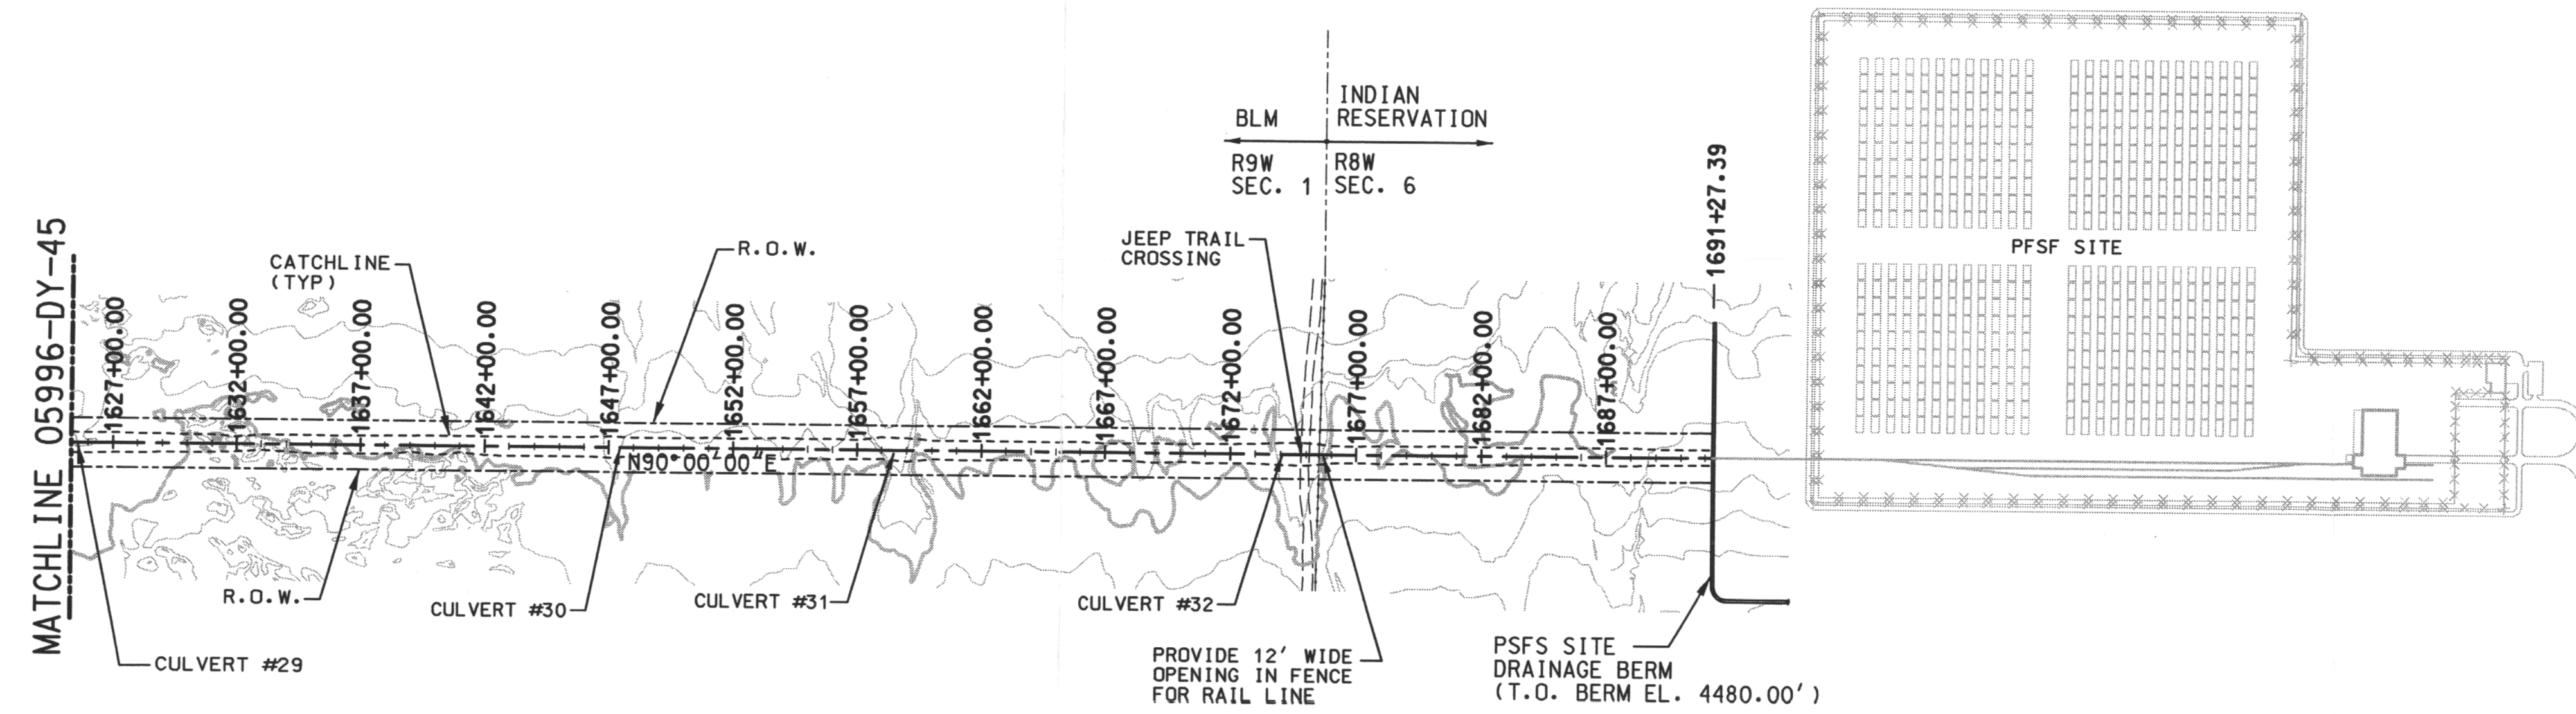 MATCHLINE 05996-DY-45
CATCHLINE
(TYP)
R.O.W.
BLM
INDIAN
RESERVATION
R9W
SEC. 1
R8W
SEC. 6
JEEP TRAIL
CROSSING
1627+00.00
1632+00.00
1637+00.00
1642+00.00
1647+00.00
1652+00.00
1657+00.00
1662+00.00
1667+00.00
1672+00.00
1677+00.00
1682+00.00
1687+00.00
1691+27.39
PFSF SITE
N90°00'00"E
R.O.W.
CULVERT #29
CULVERT #30
CULVERT #31
CULVERT #32
PROVIDE 12' WIDE
OPENING IN FENCE
FOR RAIL LINE
PSFS SITE
DRAINAGE BERM
(T.O. BERM EL. 4480.00')